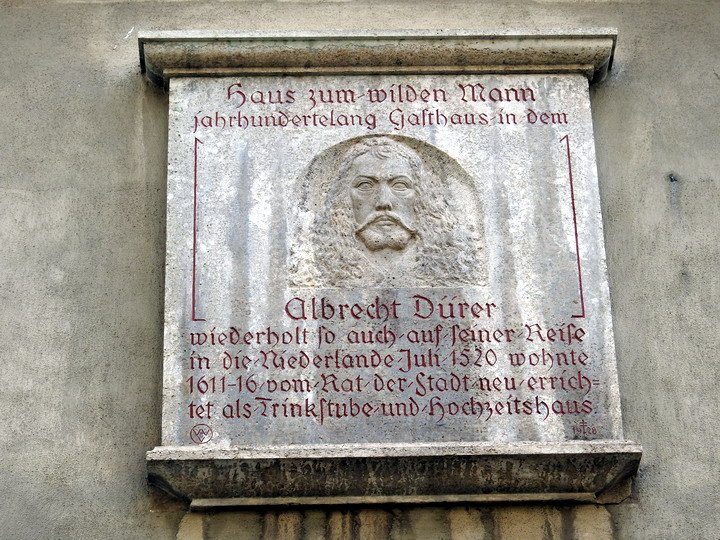 Haus zum wilden Mann
jahrhundertelang Gaſthaus in dem
Albrecht Dürer
wiederholt ſo auch auf ſeiner Reiſe
in die Niederlande Juli 1520 wohnte
1611-16 vom Rat der Stadt neu errich=
tet als Trinkſtube und Hochzeitshaus.